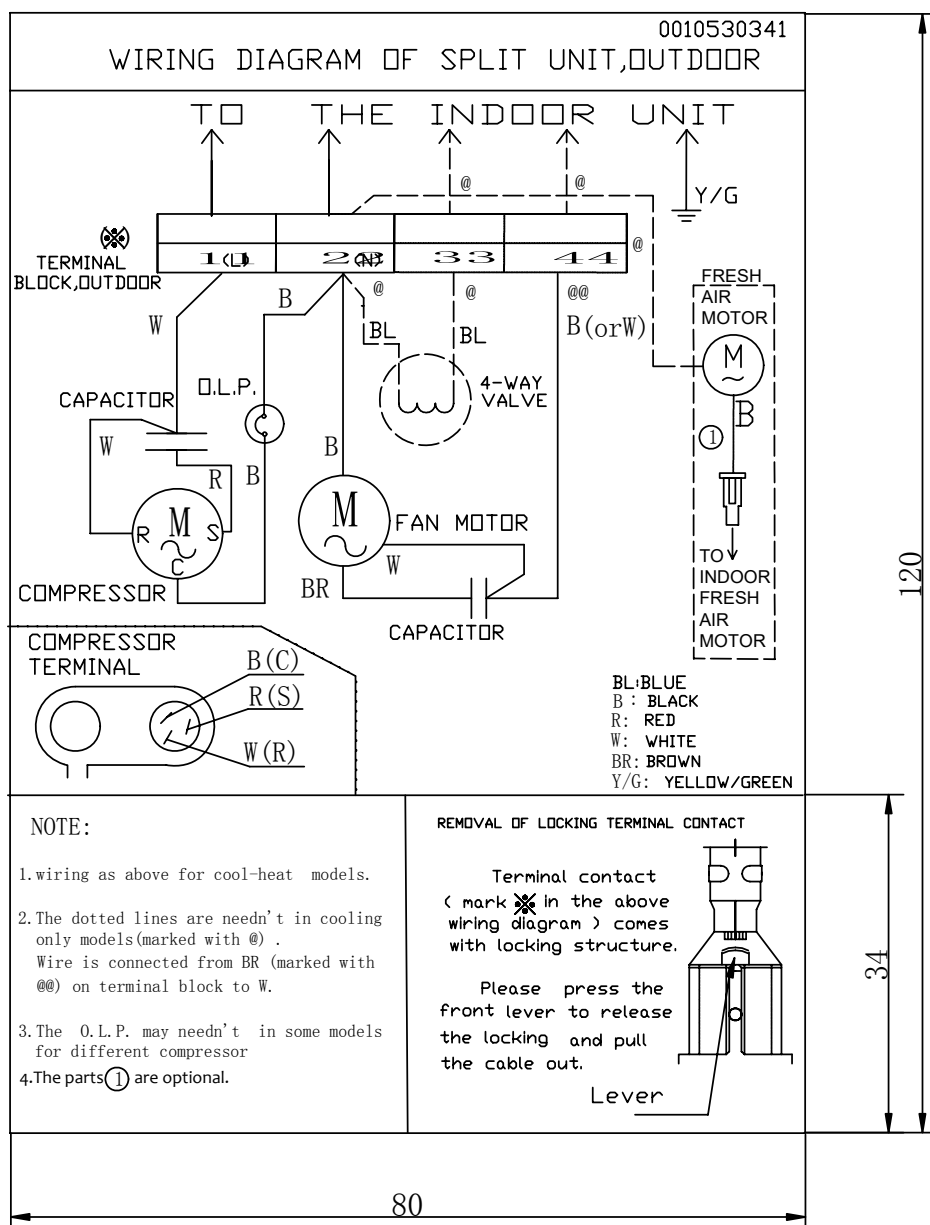 0010530341
WIRING DIAGRAM OF SPLIT UNIT,OUTDOOR
TO THE INDOOR UNIT
@
@
Y/G
@
※
TERMINAL
BLOCK,OUTDOOR
1(L)
2(N)
3
4
B
@
@
@@
W
BL
BL
B(orW)
FRESH
AIR
MOTOR
M
B
①
TO
INDOOR
FRESH
AIR
MOTOR
O.L.P.
4-WAY
VALVE
CAPACITOR
W
R
B
B
R
M
S
C
COMPRESSOR
M
FAN MOTOR
W
BR
CAPACITOR
COMPRESSOR
TERMINAL
B(C)
R(S)
W(R)
BL:BLUE
B : BLACK
R: RED
W: WHITE
BR: BROWN
Y/G: YELLOW/GREEN
NOTE:
1.wiring as above for cool-heat models.
2.The dotted lines are needn't in cooling
only models(marked with @) .
Wire is connected from BR (marked with
@@) on terminal block to W.
3.The O.L.P. may needn't in some models
for different compressor
4.The parts① are optional.
REMOVAL OF LOCKING TERMINAL CONTACT
Terminal contact
( mark ※ in the above
wiring diagram ) comes
with locking structure.
Please press the
front lever to release
the locking and pull
the cable out.
Lever
120
34
80